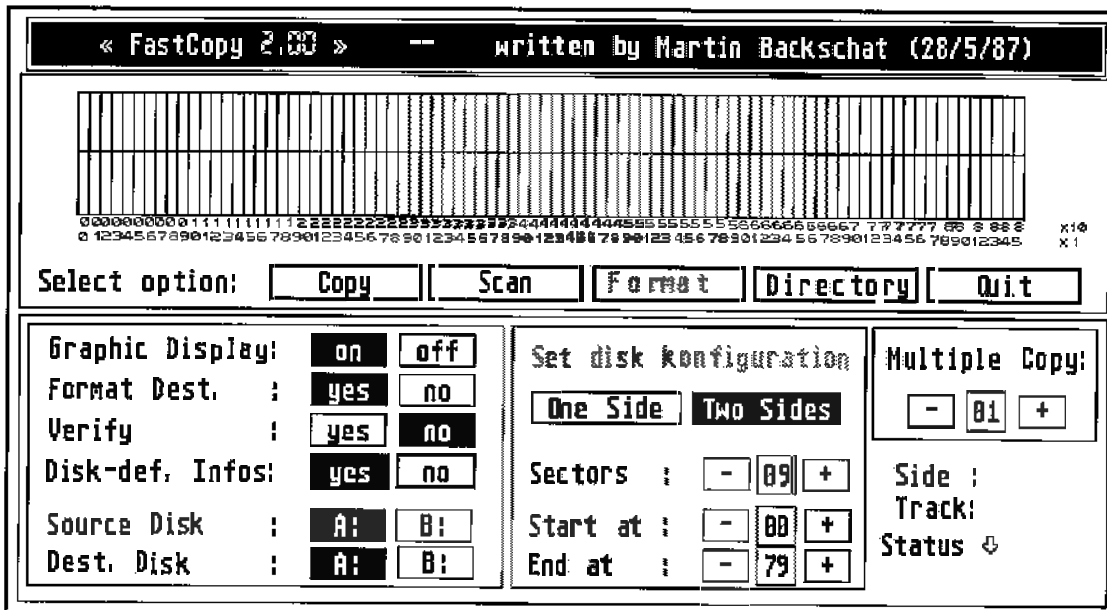 « FastCopy 2.00 » -- written by Martin Backschat (28/5/87)
00000000001111111111222222222233333333334444444444555555555566666666667777777777888888 x10
01234567890123456789012345678901234567890123456789012345678901234567890123456789012345 x1
Select option: Copy Scan Format Directory Quit
Graphic Display: on off
Format Dest. : yes no
Verify : yes no
Disk-def. Infos: yes no
Source Disk : A: B:
Dest. Disk : A: B:
Set disk konfiguration
One Side Two Sides
Sectors : - 09 +
Start at : - 00 +
End at : - 79 +
Multiple Copy:
- 01 +
Side :
Track:
Status ⇩